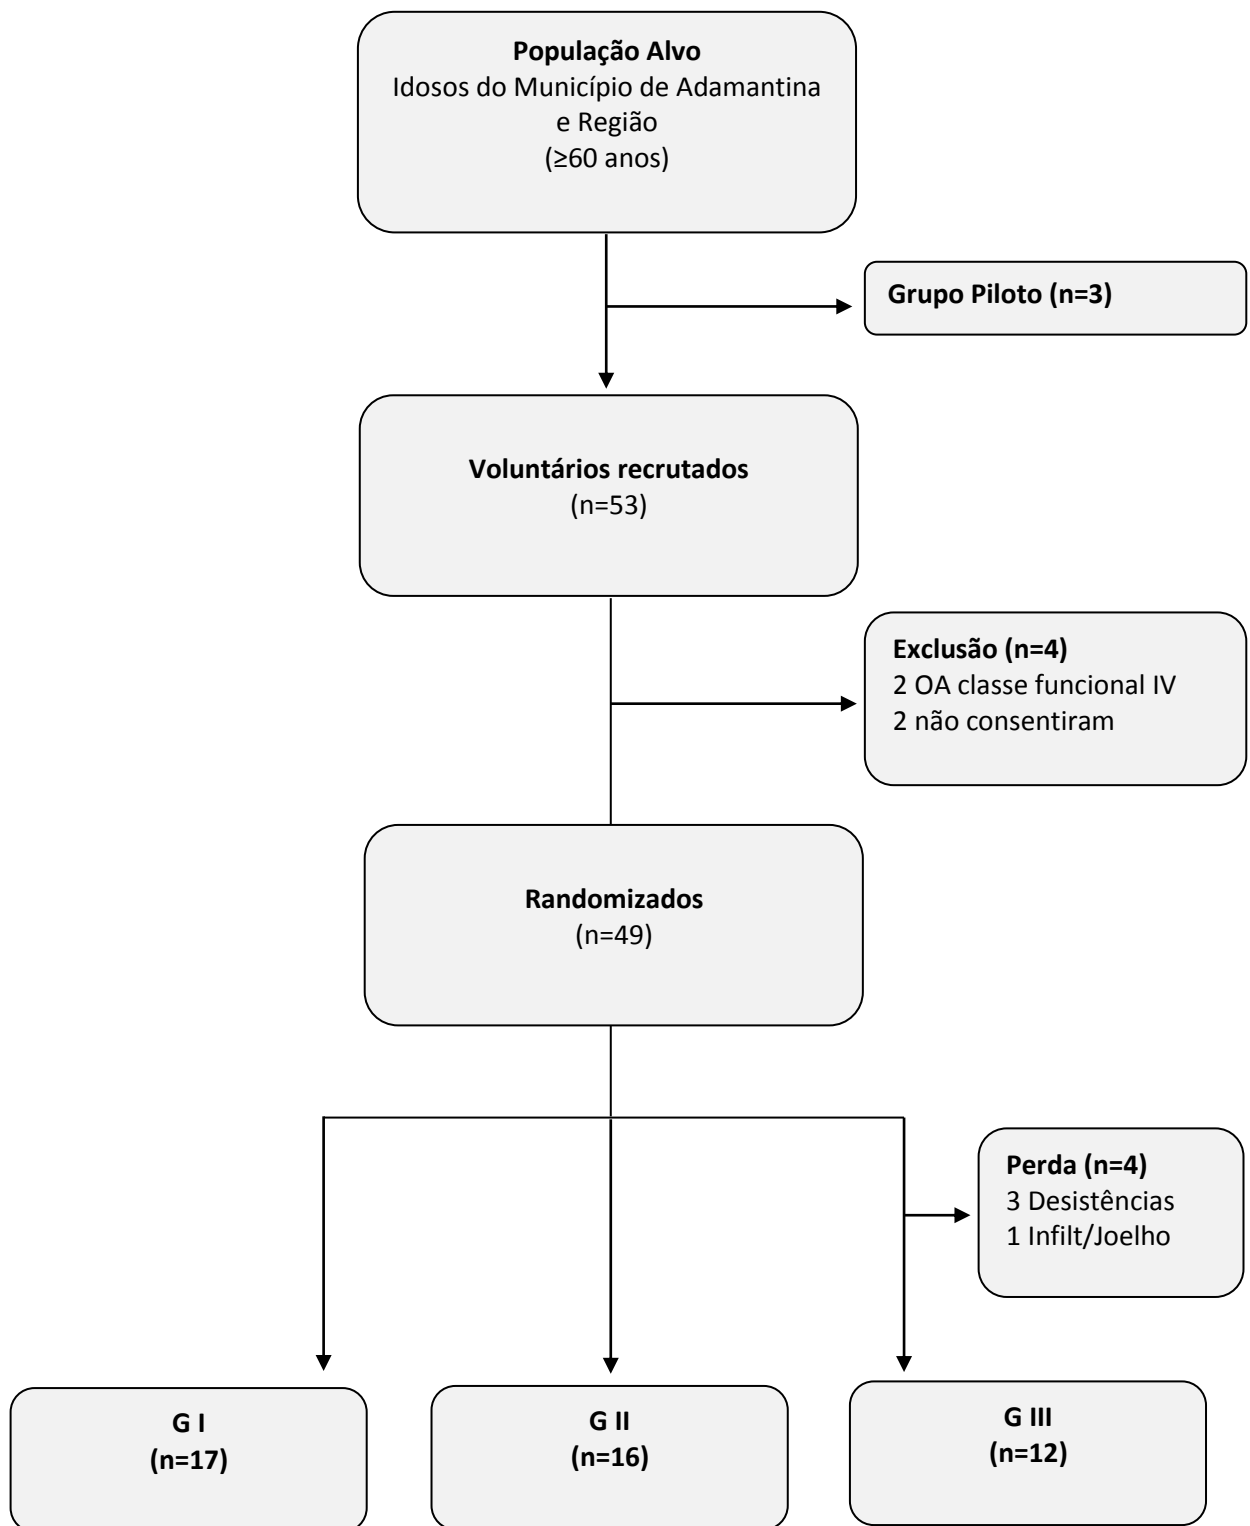 População Alvo
Idosos do Município de Adamantina
e Região
(≥60 anos)
Grupo Piloto (n=3)
Voluntários recrutados
(n=53)
Exclusão (n=4)
2 OA classe funcional IV
2 não consentiram
Randomizados
(n=49)
Perda (n=4)
3 Desistências
1 Infilt/Joelho
G I
(n=17)
G II
(n=16)
G III
(n=12)